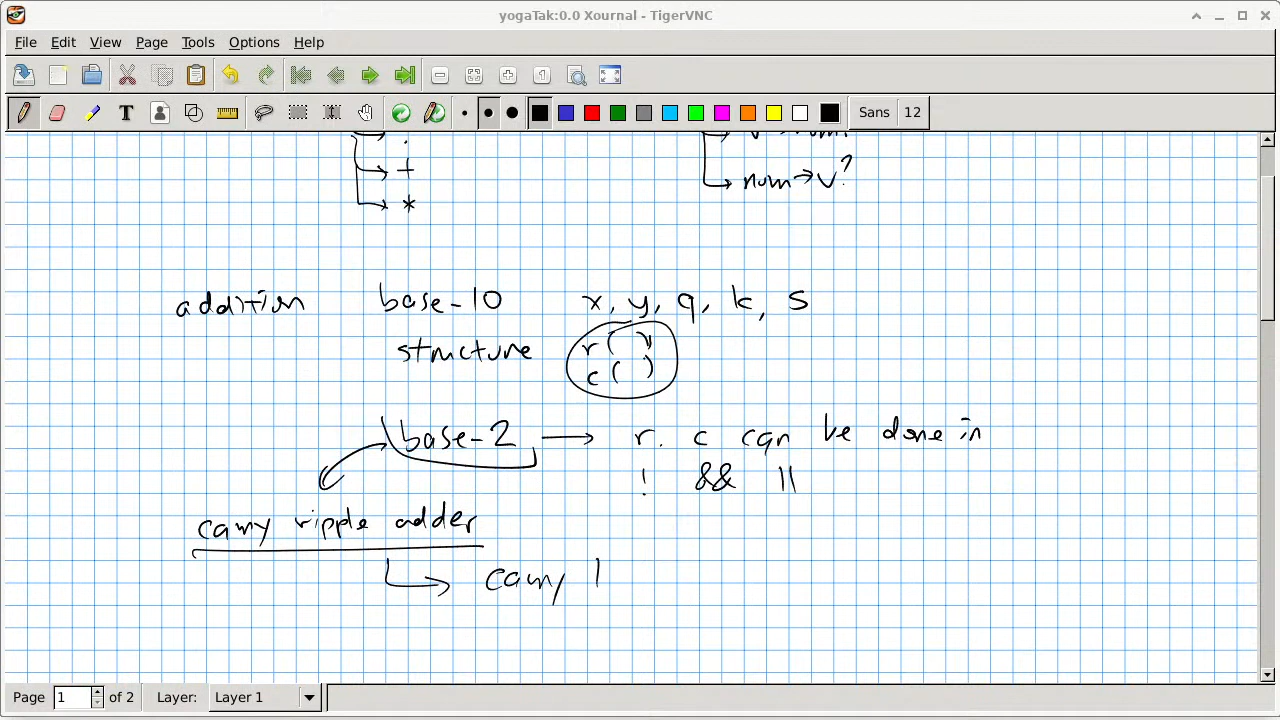 yogaTak:0.0 Xournal - TigerVNC
File Edit View Page Tools Options Help
Sans 12
+
num→v?
*
addition base-10 x, y, q, k, s
structure r( )
c( )
base-2 → r. c can be done in
! && ||
carry ripple adder
carry l
Page 1 of 2 Layer: Layer 1